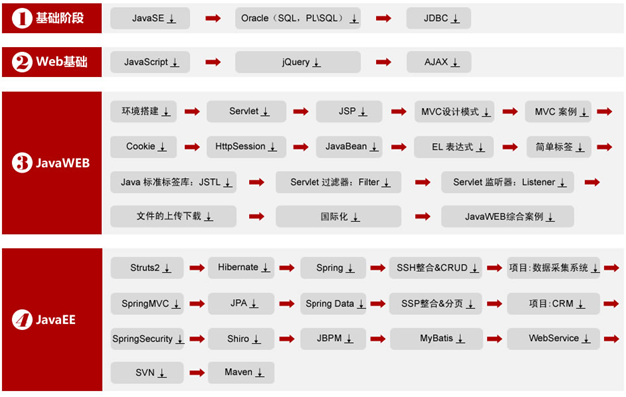 1 基础阶段 JavaSE Oracle（SQL，PL\SQL） JDBC
2 Web基础 JavaScript jQuery AJAX
3 JavaWEB
环境搭建 Servlet JSP MVC设计模式 MVC 案例
Cookie HttpSession JavaBean EL 表达式 简单标签
Java 标准标签库：JSTL Servlet 过滤器：Filter Servlet 监听器：Listener
文件的上传下载 国际化 JavaWEB综合案例
4 JavaEE
Struts2 Hibernate Spring SSH整合&CRUD 项目:数据采集系统
SpringMVC JPA Spring Data SSP整合&分页 项目:CRM
SpringSecurity Shiro JBPM MyBatis WebService
SVN Maven